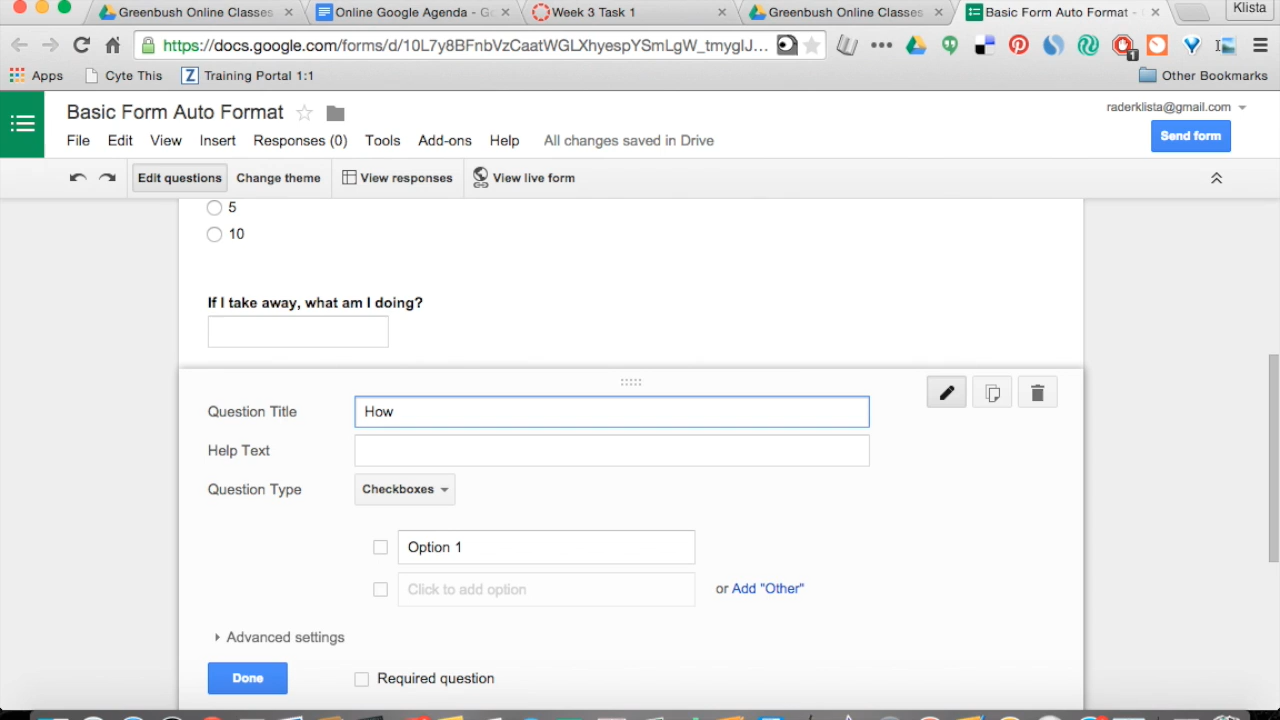 Greenbush Online Classes
Online Google Agenda - Go
Week 3 Task 1
Greenbush Online Classes
Basic Form Auto Format -
Klista
https://docs.google.com/forms/d/10L7y8BFnbVzCaatWGLXhyespYSmLgW_tmygIJ...
1
Apps
Cyte This
Z
Training Portal 1:1
Other Bookmarks
Basic Form Auto Format
raderklista@gmail.com
Send form
File
Edit
View
Insert
Responses (0)
Tools
Add-ons
Help
All changes saved in Drive
Edit questions
Change theme
View responses
View live form
5
10
If I take away, what am I doing?
Question Title
How
Help Text
Question Type
Checkboxes
Option 1
Click to add option
or Add "Other"
Advanced settings
Done
Required question